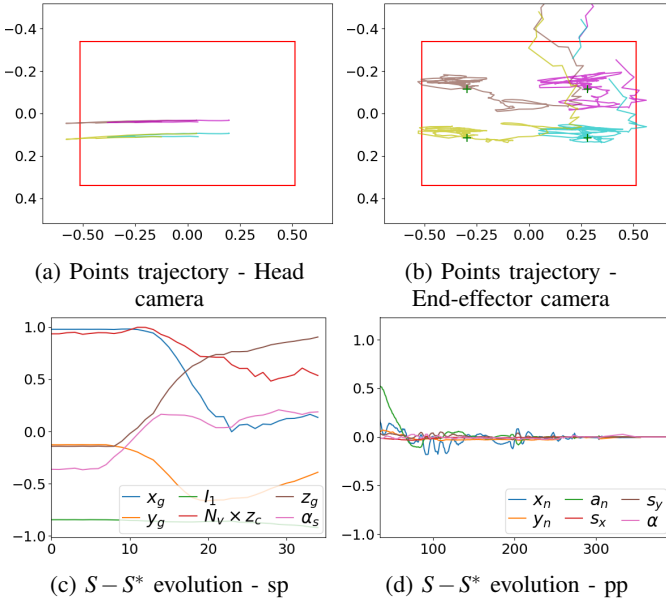 −0.4
−0.2
0.0
0.2
0.4
−0.50 −0.25 0.00 0.25 0.50
(a) Points trajectory - Head
camera
−0.4
−0.2
0.0
0.2
0.4
−0.50 −0.25 0.00 0.25 0.50
(b) Points trajectory -
End-effector camera
1.0
0.5
0.0
−0.5
−1.0
x_g l_1 z_g
y_g N_v × z_c α_s
0 10 20 30
(c) S − S* evolution - sp
1.0
0.5
0.0
−0.5
−1.0
x_n a_n s_y
y_n s_x α
100 200 300
(d) S − S* evolution - pp